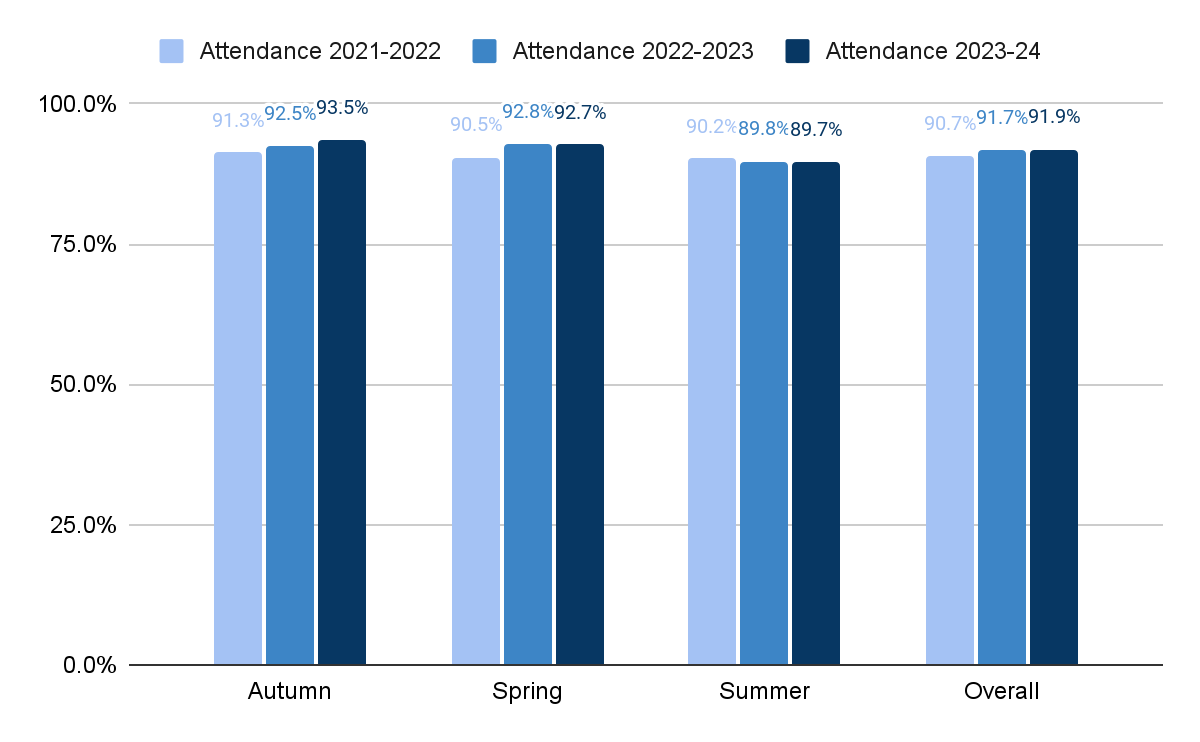 Attendance 2021-2022 Attendance 2022-2023 Attendance 2023-24
100.0%
91.3% 92.5% 93.5% 90.5% 92.8% 92.7% 90.2% 89.8% 89.7% 90.7% 91.7% 91.9%
75.0%
50.0%
25.0%
0.0%
Autumn Spring Summer Overall